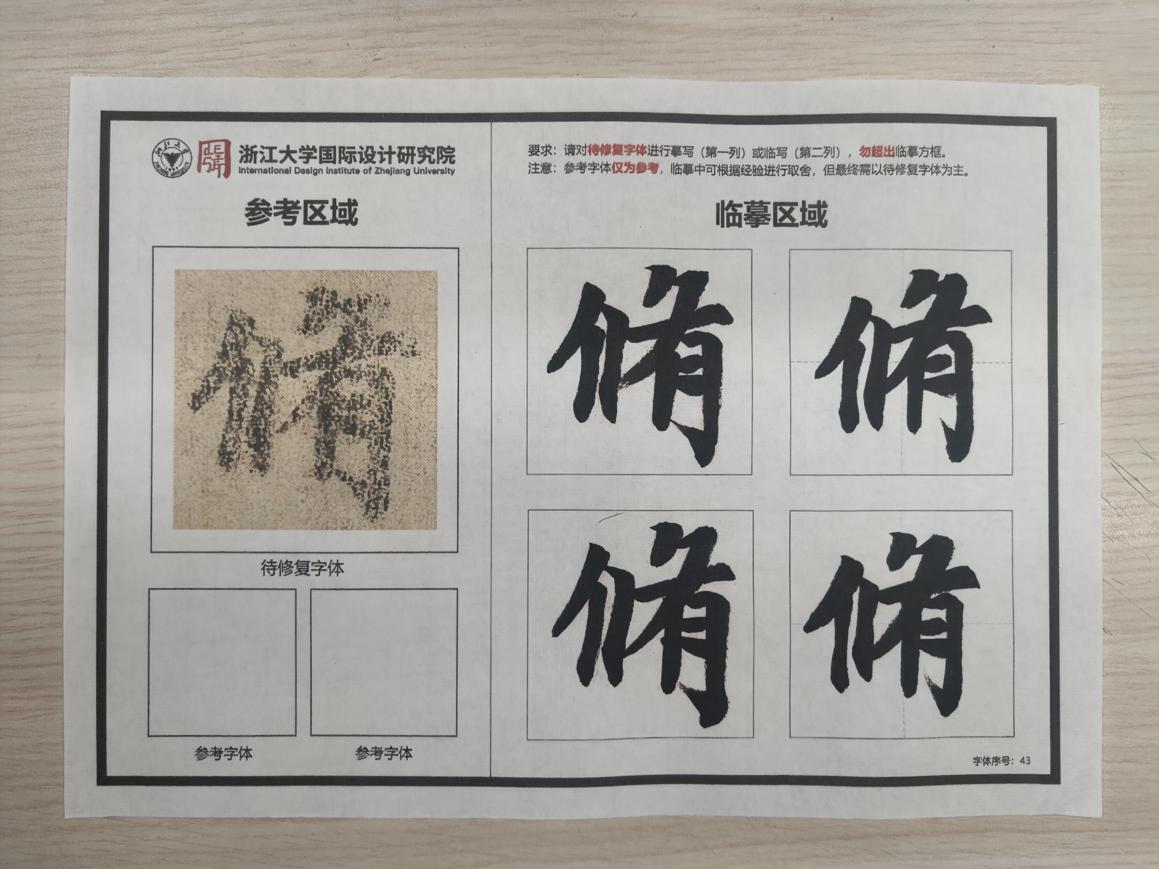 浙江大学国际设计研究院
International Design Institute of Zhejiang University
参考区域
脩
待修复字体
参考字体 参考字体
要求：请对待修复字体进行摹写（第一列）或临写（第二列），勿超出临摹方框。
注意：参考字体仅为参考，临摹中可根据经验进行取舍，但最终需以待修复字体为主。
临摹区域
脩 脩
脩 脩
字体序号：43